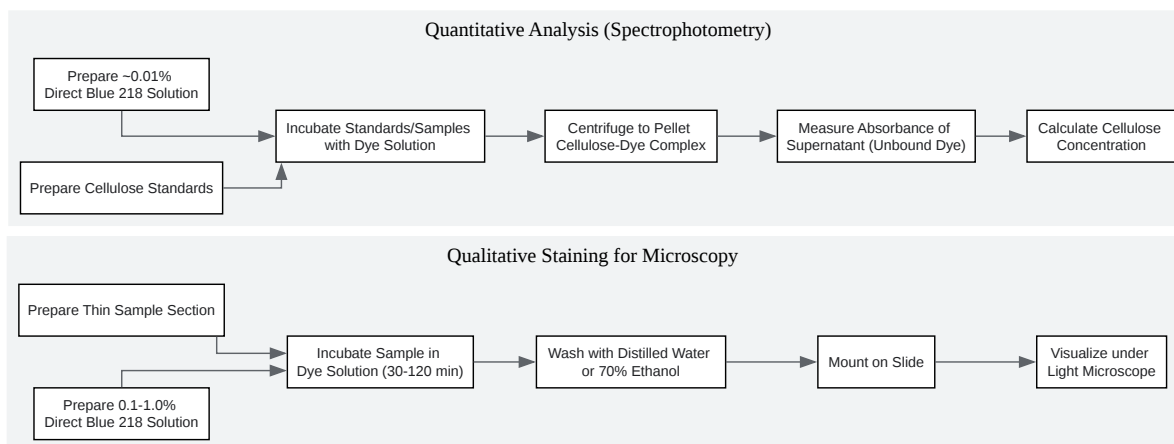 Quantitative Analysis (Spectrophotometry)
Prepare ~0.01%
Direct Blue 218 Solution
Prepare Cellulose Standards
Incubate Standards/Samples
with Dye Solution
Centrifuge to Pellet
Cellulose-Dye Complex
Measure Absorbance of
Supernatant (Unbound Dye)
Calculate Cellulose
Concentration
Qualitative Staining for Microscopy
Prepare Thin Sample Section
Prepare 0.1-1.0%
Direct Blue 218 Solution
Incubate Sample in
Dye Solution (30-120 min)
Wash with Distilled Water
or 70% Ethanol
Mount on Slide
Visualize under
Light Microscope